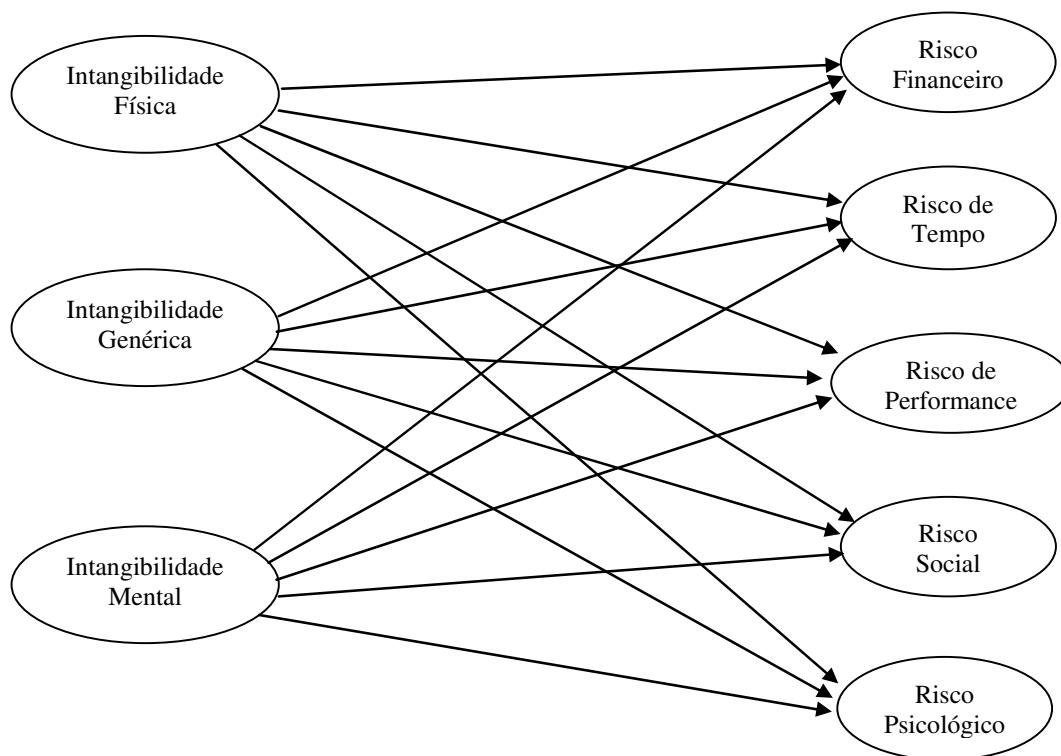 Intangibilidade
Física
Intangibilidade
Genérica
Intangibilidade
Mental
Risco
Financeiro
Risco de
Tempo
Risco de
Performance
Risco
Social
Risco
Psicológico